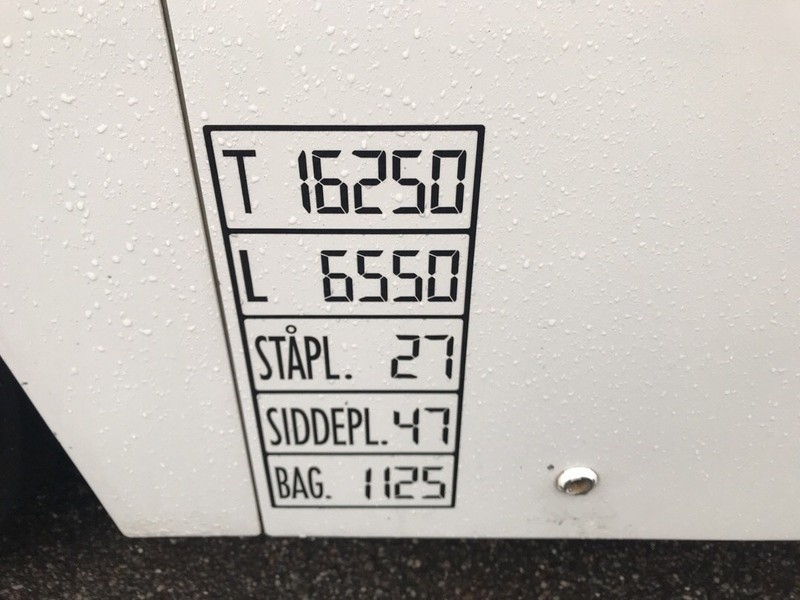 T 16250
L 6550
STÅPL. 27
SIDDEPL. 47
BAG. 1125